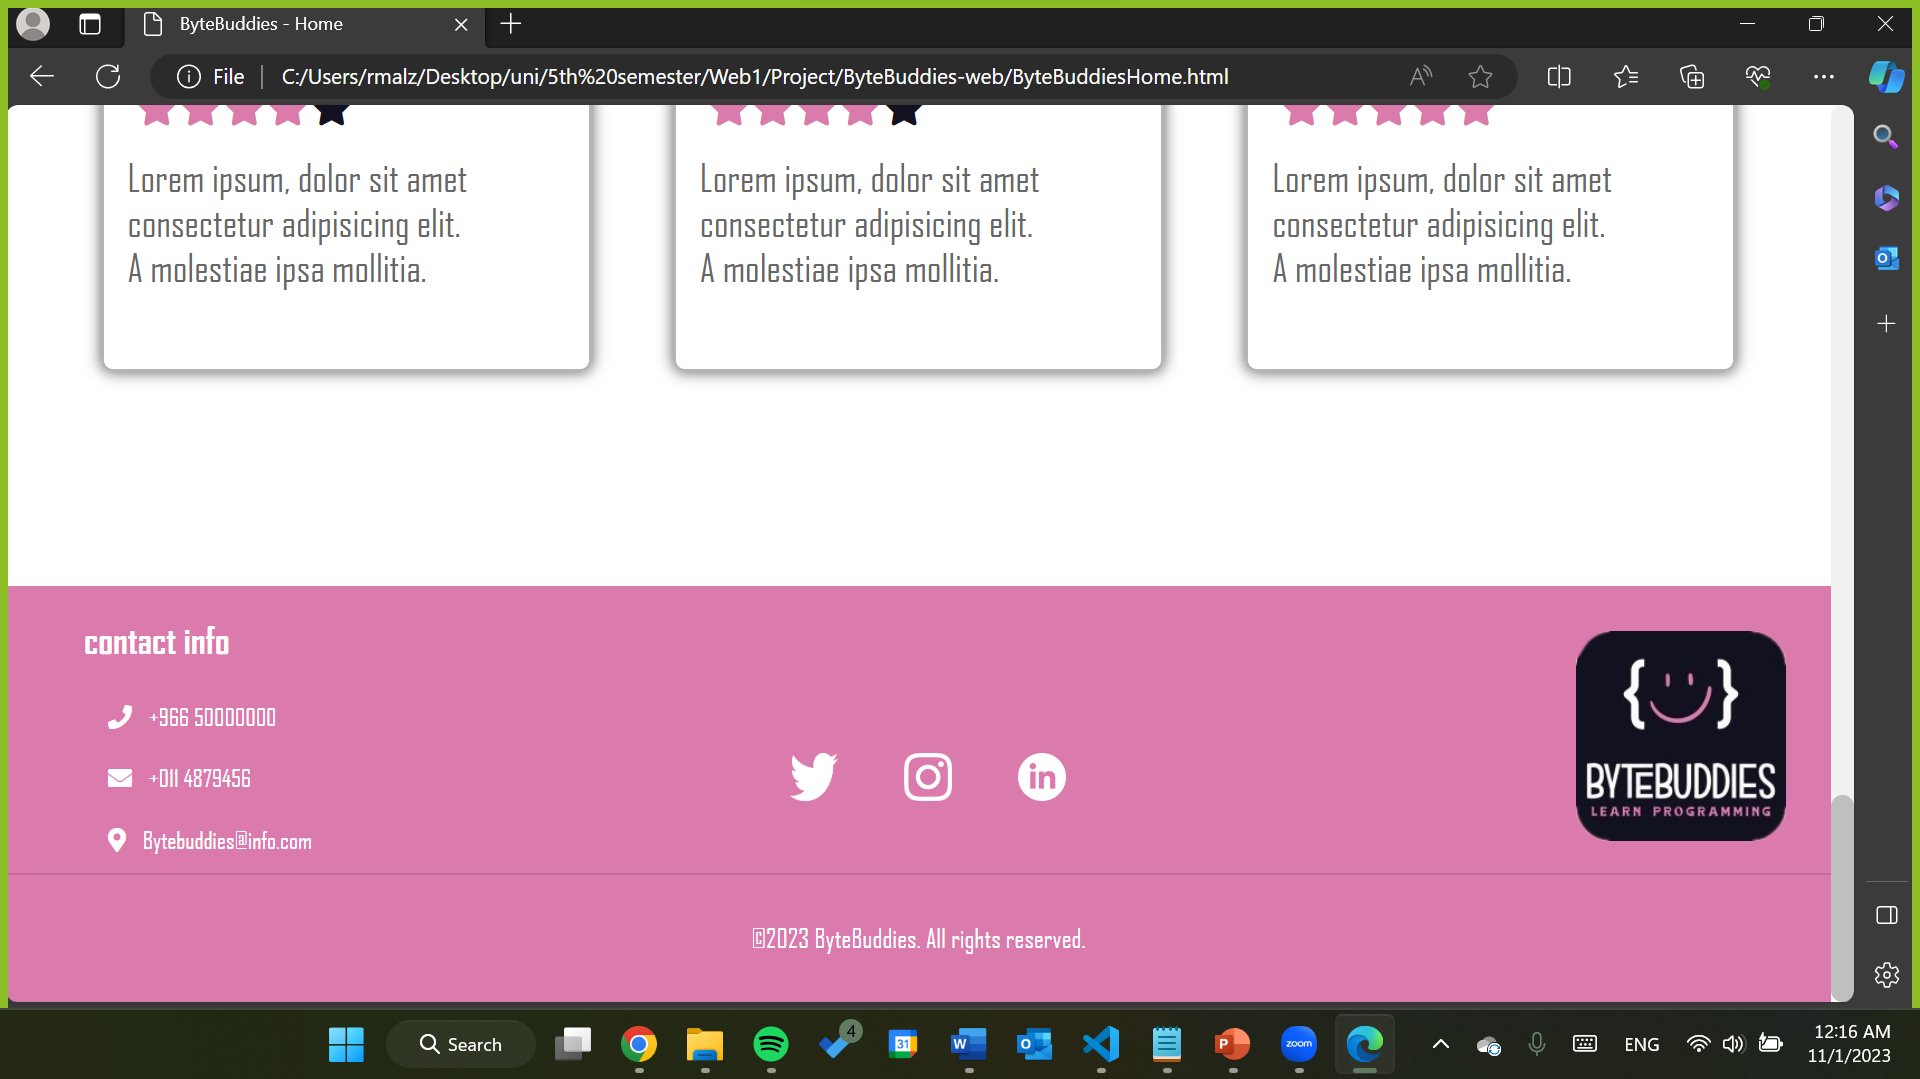 ByteBuddies - Home
File
C:/Users/rmalz/Desktop/uni/5th%20semester/Web1/Project/ByteBuddies-web/ByteBuddiesHome.html
Lorem ipsum, dolor sit amet
consectetur adipisicing elit.
A molestiae ipsa mollitia.
Lorem ipsum, dolor sit amet
consectetur adipisicing elit.
A molestiae ipsa mollitia.
Lorem ipsum, dolor sit amet
consectetur adipisicing elit.
A molestiae ipsa mollitia.
contact info
+966 50000000
+011 4879456
Bytebuddies@info.com
in
{ }
BYTEBUDDIES
LEARN PROGRAMMING
©2023 ByteBuddies. All rights reserved.
Search
4
31
W
O
P
zoom
ENG
12:16 AM
11/1/2023